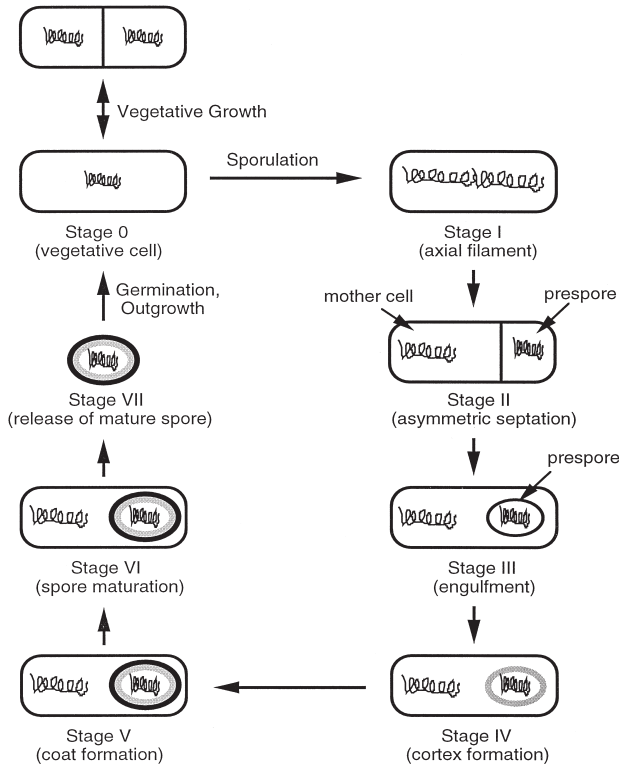 Vegetative Growth
Sporulation
Stage 0
(vegetative cell)
Stage I
(axial filament)
Germination,
Outgrowth
mother cell
prespore
Stage VII
(release of mature spore)
Stage II
(asymmetric septation)
prespore
Stage VI
(spore maturation)
Stage III
(engulfment)
Stage V
(coat formation)
Stage IV
(cortex formation)